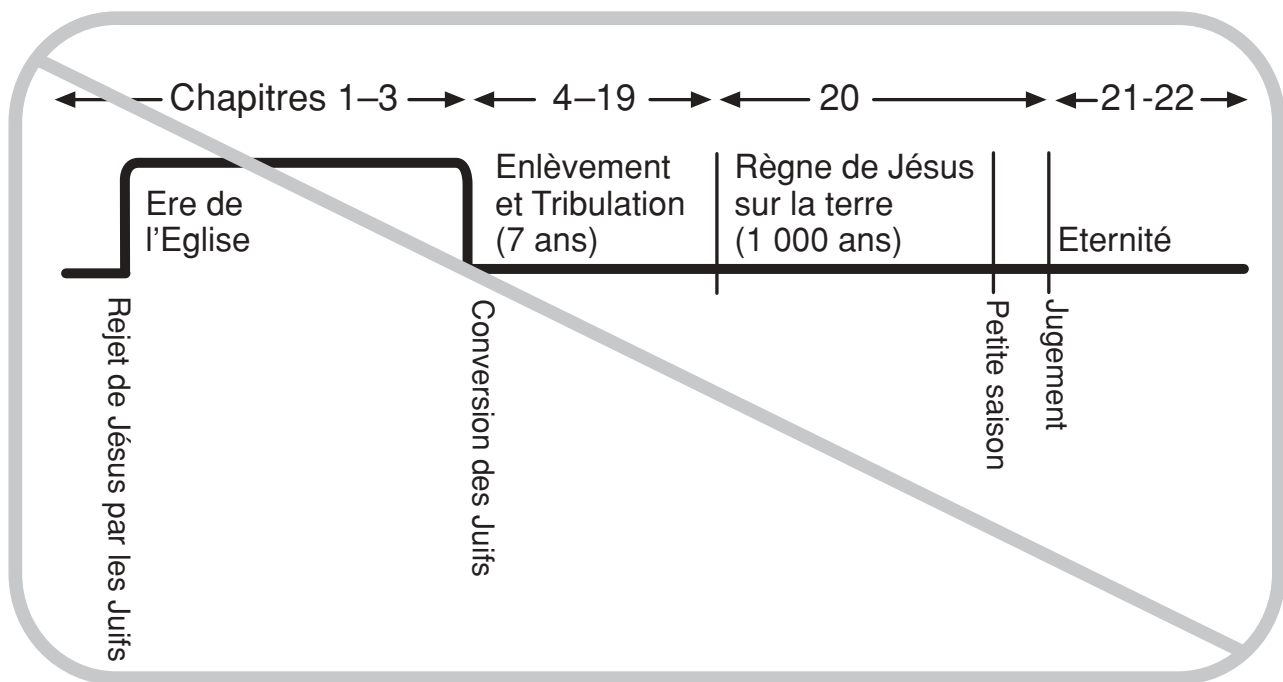 Chapitres 1–3
4–19
20
21-22
Ere de
l'Eglise
Enlèvement
et Tribulation
(7 ans)
Règne de Jésus
sur la terre
(1 000 ans)
Eternité
Rejet de Jésus par les Juifs
Conversion des Juifs
Petite saison
Jugement